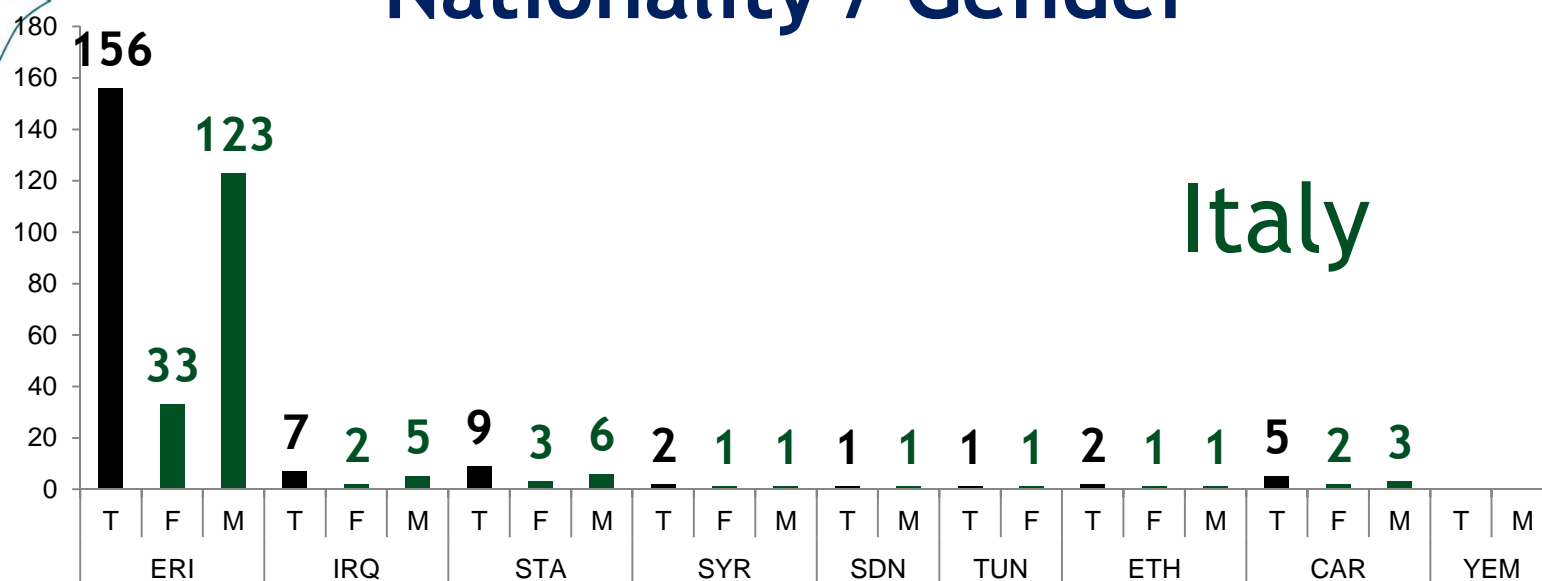 Nationality / Gender
180
156
160
140
123
120
Italy
100
80
60
33
40
20
7 2 5 9 3 6 2 1 1 1 1 1 1 2 1 1 5 2 3
0
T F M T F M T F M T F M T M T F T F M T F M T M
ERI IRQ STA SYR SDN TUN ETH CAR YEM